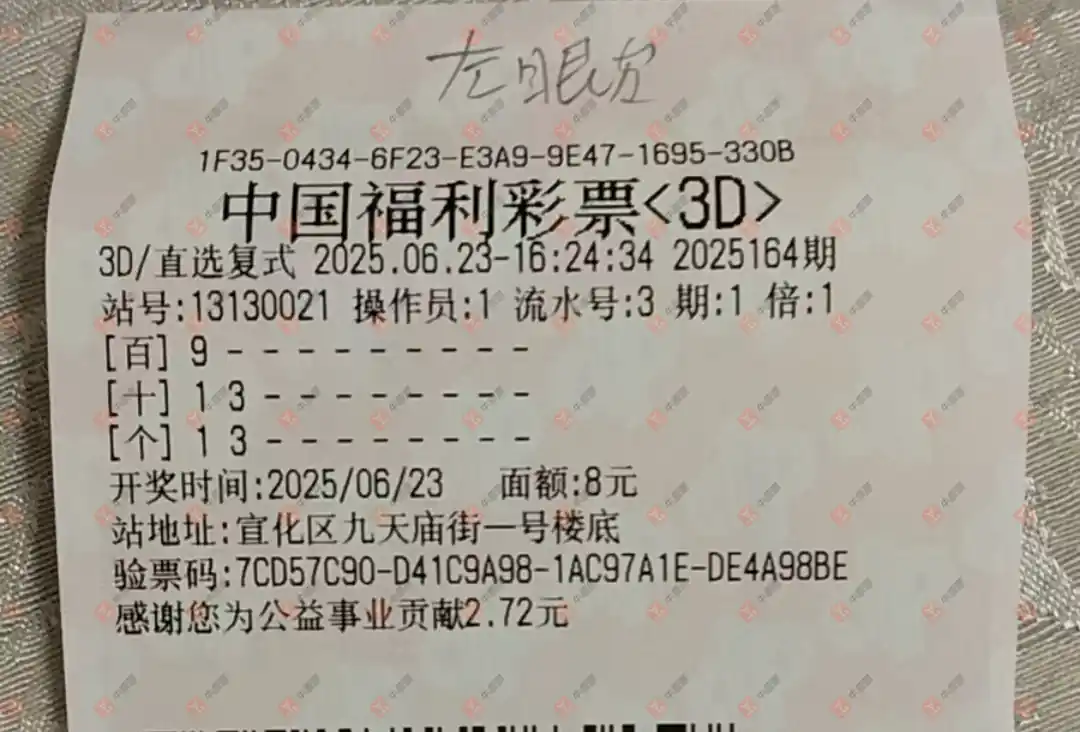 左眼皮
1F35-0434-6F23-E3A9-9E47-1695-330B
中国福利彩票<3D>
3D/直选复式 2025.06.23-16:24:34 2025164期
站号:13130021 操作员:1 流水号:3 期:1 倍:1
[百] 9 - - - - - - - - -
[十] 1 3 - - - - - - - -
[个] 1 3 - - - - - - - -
开奖时间:2025/06/23 面额:8元
站地址:宣化区九天庙街一号楼底
验票码:7CD57C90-D41C9A98-1AC97A1E-DE4A98BE
感谢您为公益事业贡献2.72元